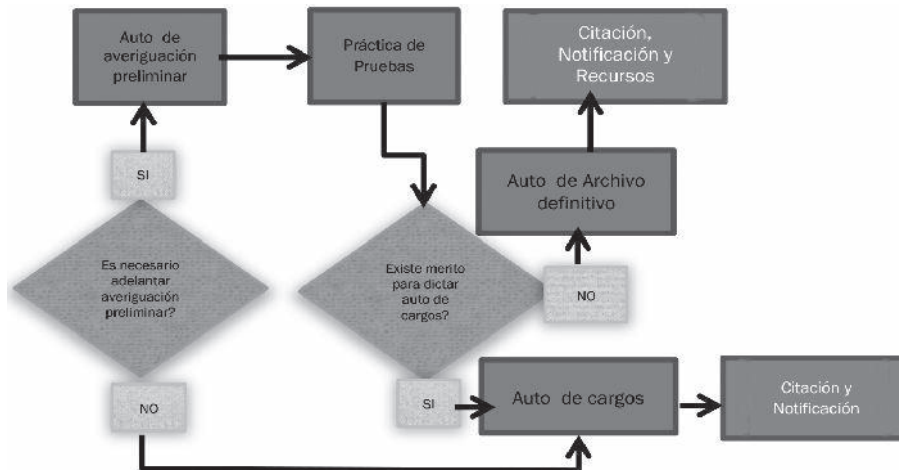 Auto de
averiguación
preliminar
Práctica de
Pruebas
Citación,
Notificación y
Recursos
SI
Auto de Archivo
definitivo
Es necesario
adelantar
averiguación
preliminar?
Existe merito
para dictar
auto de
cargos?
NO
NO
SI
Auto de cargos
Citación y
Notificación